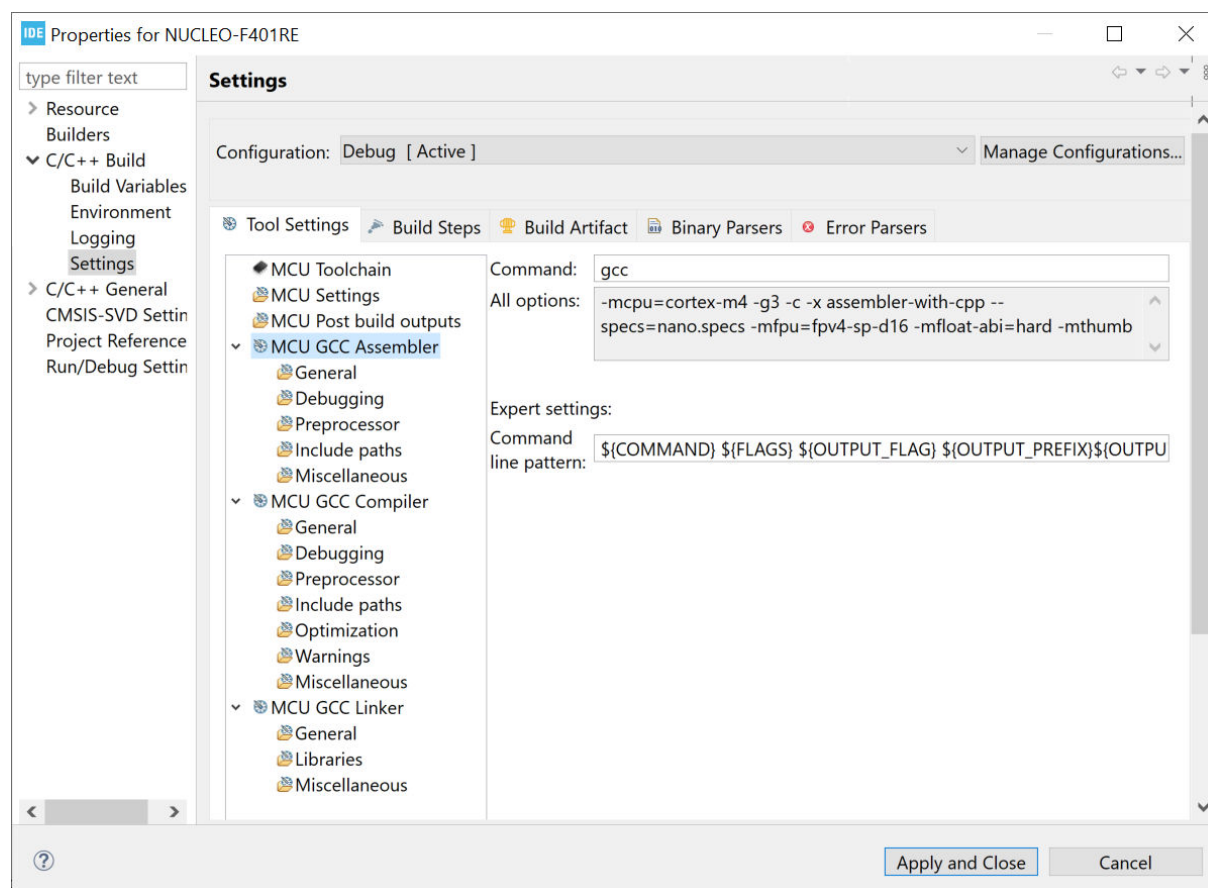 IDE Properties for NUCLEO-F401RE
type filter text
Resource
Builders
C/C++ Build
Build Variables
Environment
Logging
Settings
C/C++ General
CMSIS-SVD Settin
Project Reference
Run/Debug Settin
Settings
Configuration: Debug [ Active ]
Manage Configurations...
Tool Settings
Build Steps
Build Artifact
Binary Parsers
Error Parsers
MCU Toolchain
MCU Settings
MCU Post build outputs
MCU GCC Assembler
General
Debugging
Preprocessor
Include paths
Miscellaneous
MCU GCC Compiler
General
Debugging
Preprocessor
Include paths
Optimization
Warnings
Miscellaneous
MCU GCC Linker
General
Libraries
Miscellaneous
Command: gcc
All options: -mcpu=cortex-m4 -g3 -c -x assembler-with-cpp --
specs=nano.specs -mfpu=fpv4-sp-d16 -mfloat-abi=hard -mthumb
Expert settings:
Command
line pattern: ${COMMAND} ${FLAGS} ${OUTPUT_FLAG} ${OUTPUT_PREFIX}${OUTPU
Apply and Close
Cancel